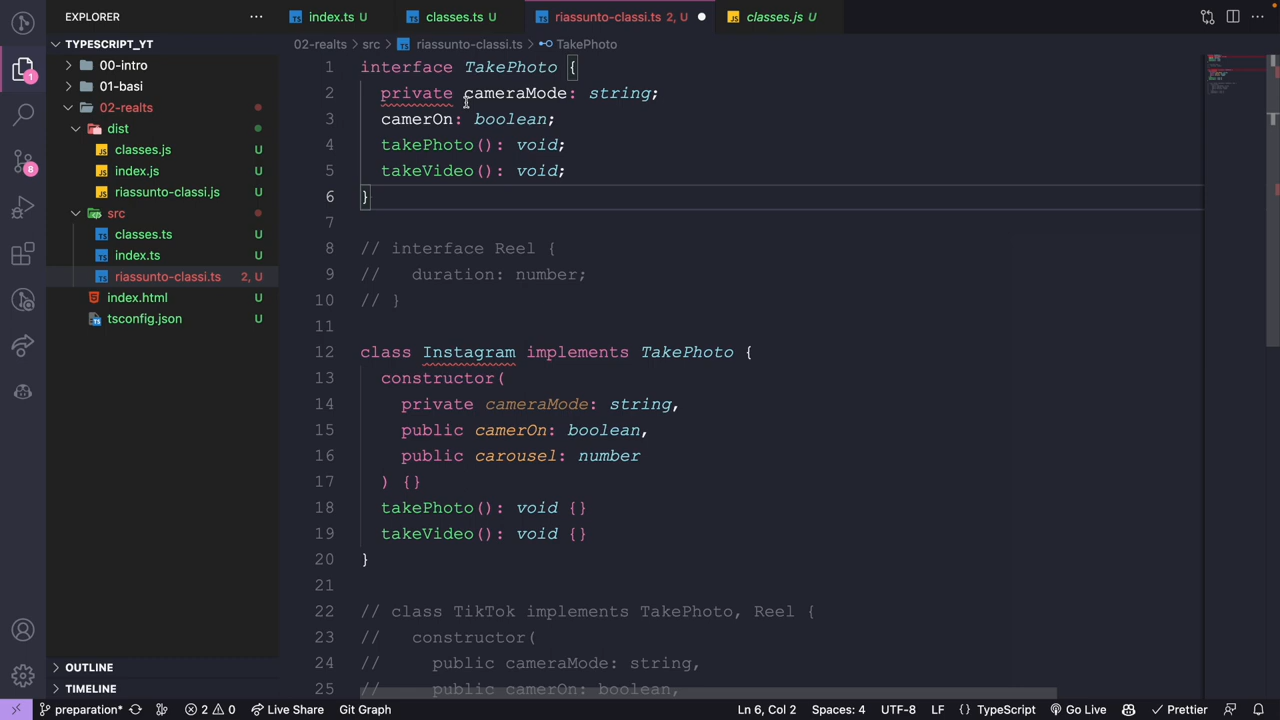 EXPLORER
index.ts U
classes.ts U
riassunto-classi.ts 2, U
classes.js U
TYPESCRIPT_YT
00-intro
01-basi
02-realts
dist
classes.js U
index.js U
riassunto-classi.js U
src
classes.ts U
index.ts U
riassunto-classi.ts 2, U
index.html U
tsconfig.json U
OUTLINE
TIMELINE
1
8
02-realts > src > riassunto-classi.ts > TakePhoto
1 interface TakePhoto {
2 private cameraMode: string;
3 camerOn: boolean;
4 takePhoto(): void;
5 takeVideo(): void;
6 }
7
8 // interface Reel {
9 // duration: number;
10 // }
11
12 class Instagram implements TakePhoto {
13 constructor(
14 private cameraMode: string,
15 public camerOn: boolean,
16 public carousel: number
17 ) {}
18 takePhoto(): void {}
19 takeVideo(): void {}
20 }
21
22 // class TikTok implements TakePhoto, Reel {
23 // constructor(
24 // public cameraMode: string,
25 // public camerOn: boolean,
preparation* 2 0 Live Share Git Graph Ln 6, Col 2 Spaces: 4 UTF-8 LF {} TypeScript Go Live Prettier